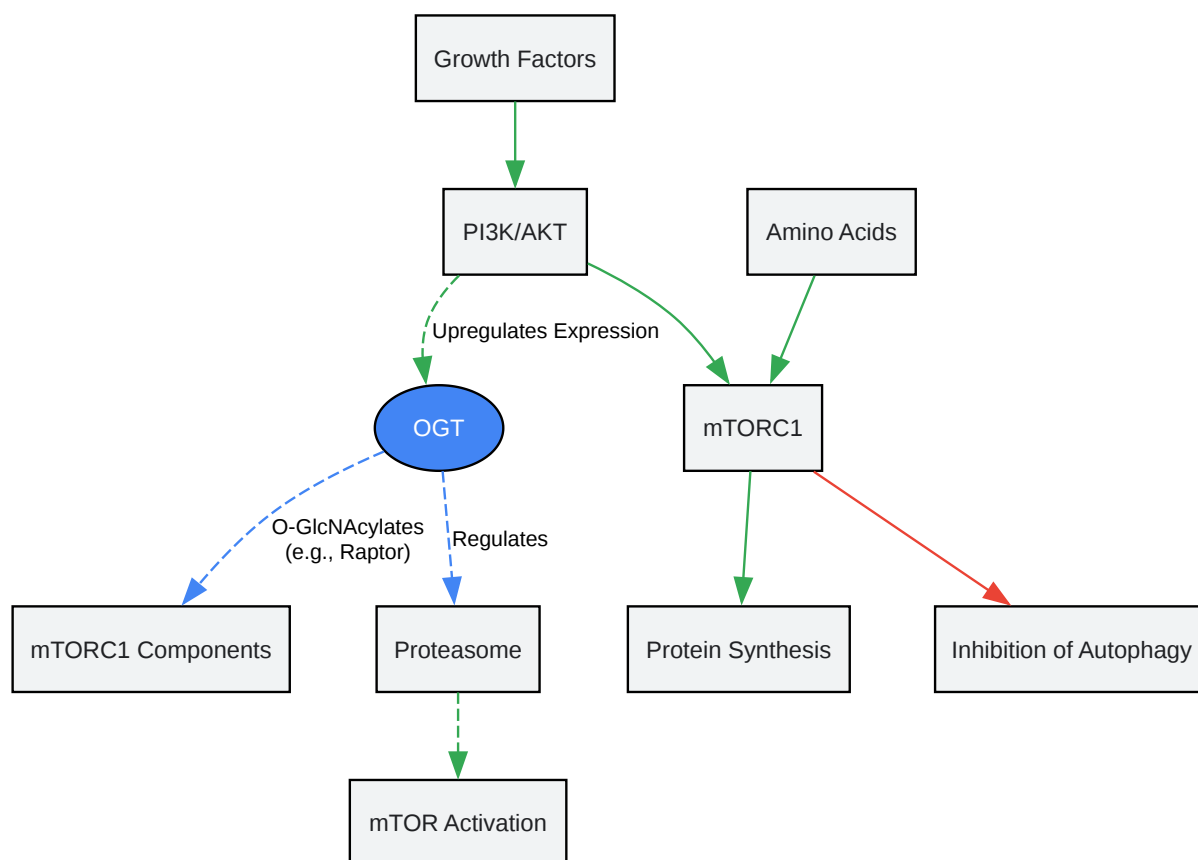 Growth Factors
PI3K/AKT
Amino Acids
Upregulates Expression
OGT
mTORC1
O-GlcNAcylates
(e.g., Raptor)
Regulates
mTORC1 Components
Proteasome
Protein Synthesis
Inhibition of Autophagy
mTOR Activation